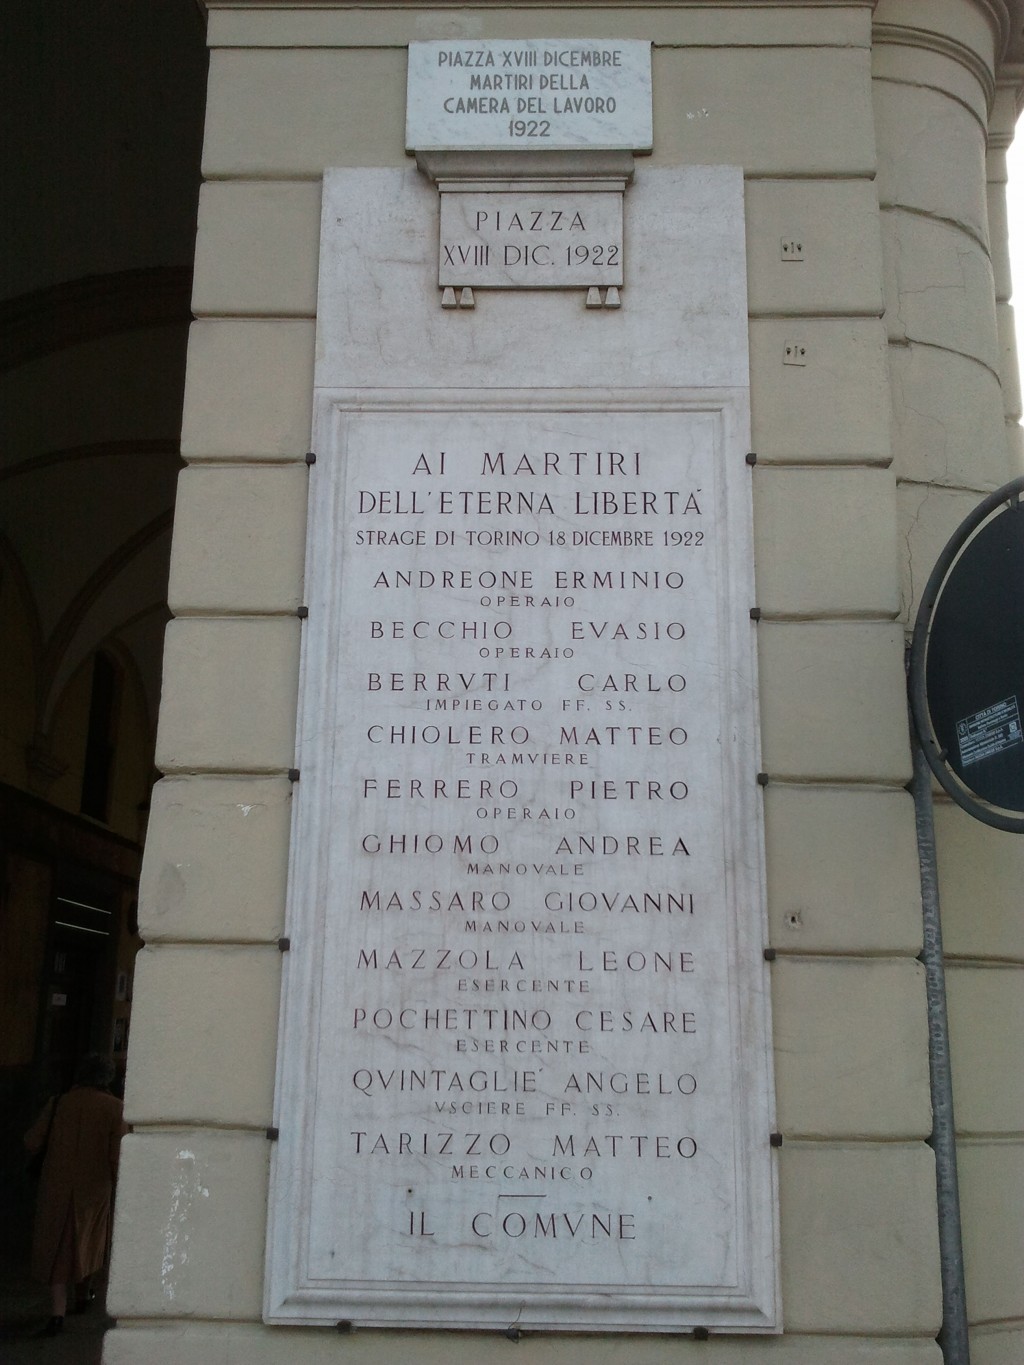 PIAZZA XVIII DICEMBRE
MARTIRI DELLA
CAMERA DEL LAVORO
1922
PIAZZA
XVIII DIC. 1922
AI MARTIRI
DELL'ETERNA LIBERTA'
STRAGE DI TORINO 18 DICEMBRE 1922
ANDREONE ERMINIO
OPERAIO
BECCHIO EVASIO
OPERAIO
BERRVTI CARLO
IMPIEGATO FF. SS.
CHIOLERO MATTEO
TRAMVIERE
FERRERO PIETRO
OPERAIO
GHIOMO ANDREA
MANOVALE
MASSARO GIOVANNI
MANOVALE
MAZZOLA LEONE
ESERCENTE
POCHETTINO CESARE
ESERCENTE
QVINTAGLIE' ANGELO
VSCIERE FF. SS.
TARIZZO MATTEO
MECCANICO
IL COMVNE